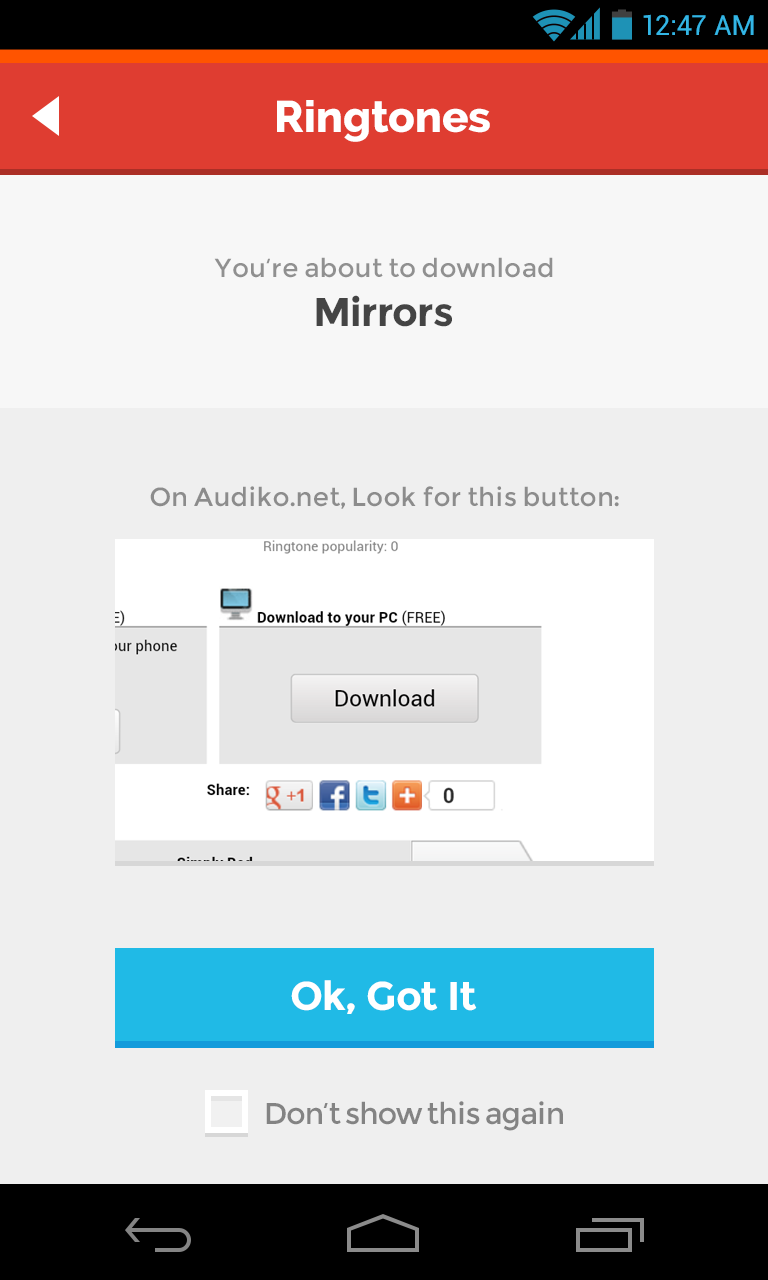 12:47 AM
Ringtones
You're about to download
Mirrors
On Audiko.net, Look for this button:
Ringtone popularity: 0
E)
Download to your PC (FREE)
our phone
Download
Share:
g +1
0
Simply Red
Ok, Got It
Don't show this again